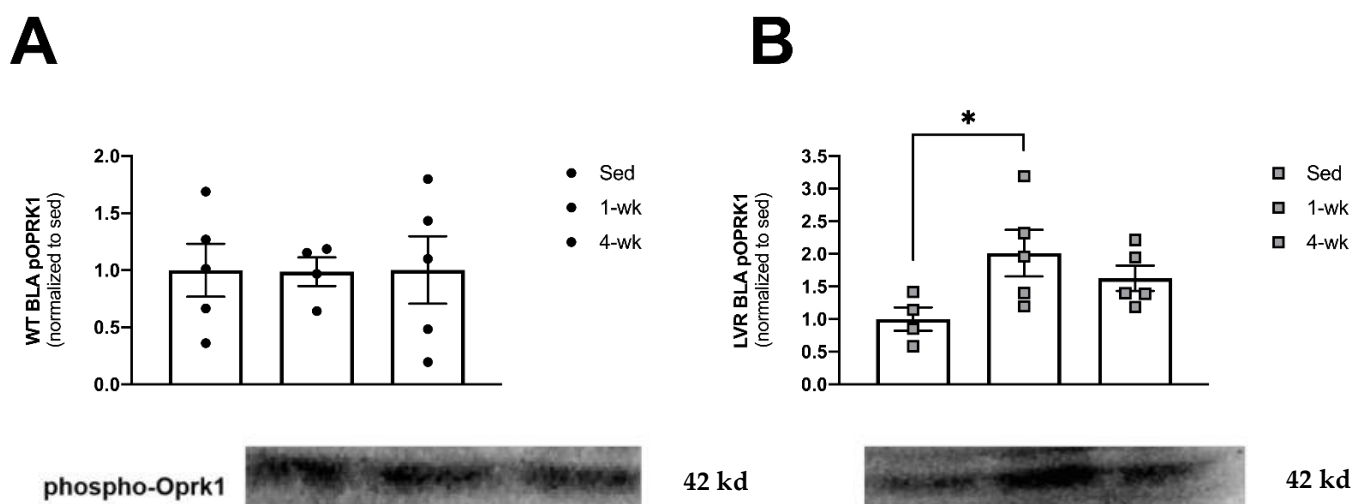 A
B
WT BLA pOPRK1
(normalized to sed)
2.0
1.5
1.0
0.5
0.0
Sed
1-wk
4-wk
*
LVR BLA pOPRK1
(normalized to sed)
3.5
3.0
2.5
2.0
1.5
1.0
0.5
0.0
Sed
1-wk
4-wk
phospho-Oprk1
42 kd
42 kd